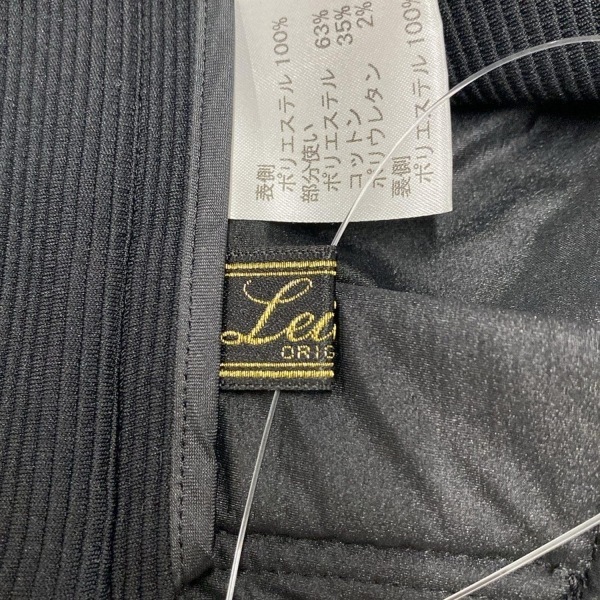 表側
ポリエステル 100%
部分使い
ポリエステル 63%
コットン 35%
ポリウレタン 2%
裏側
ポリエステル 100%